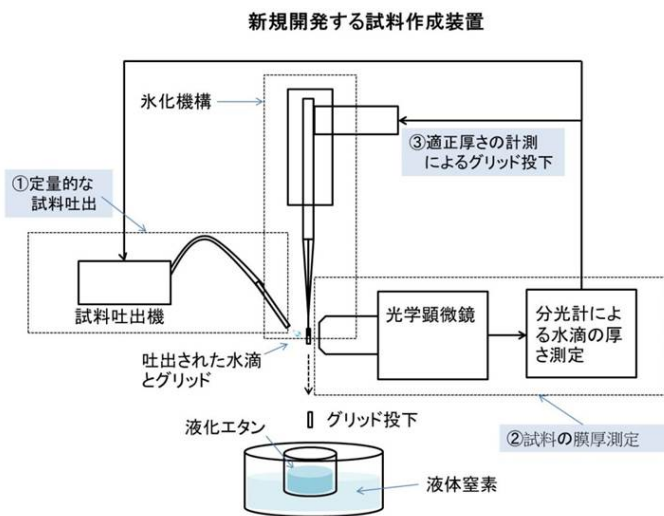 新規開発する試料作成装置
氷化機構
③適正厚さの計測
によるグリッド投下
①定量的な
試料吐出
試料吐出機
光学顕微鏡
分光計によ
る水滴の厚
さ測定
吐出された水滴
とグリッド
グリッド投下
②試料の膜厚測定
液化エタン
液体窒素